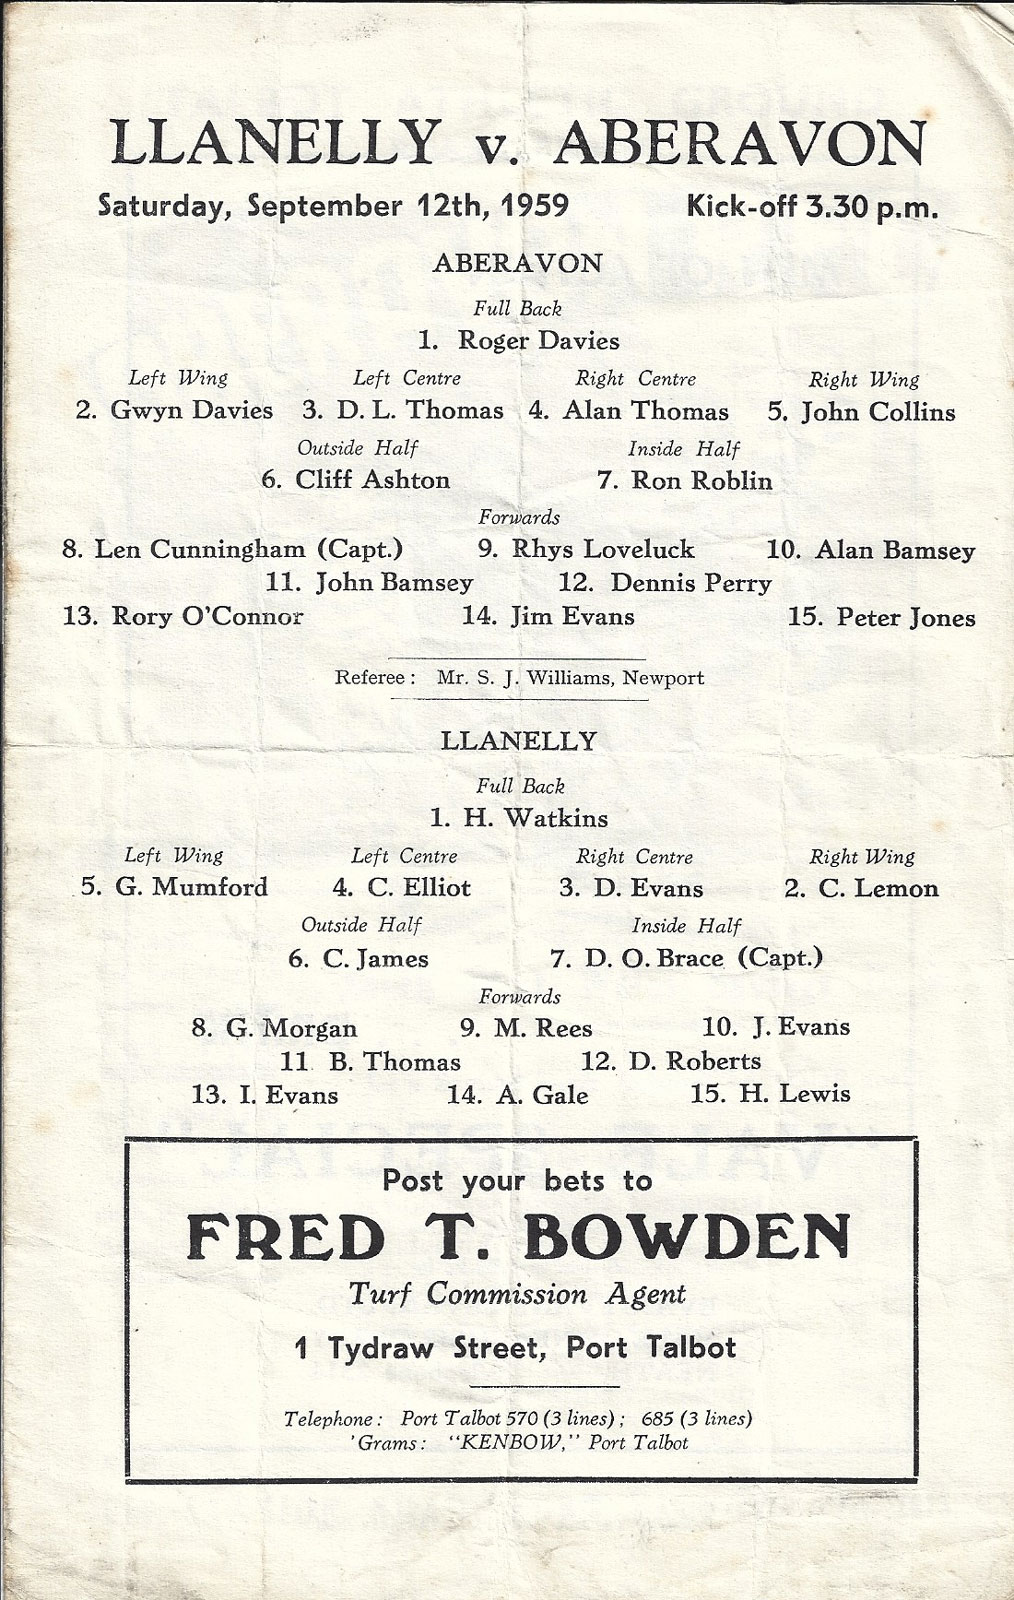 LLANELLY v. ABERAVON
Saturday, September 12th, 1959 Kick-off 3.30 p.m.
ABERAVON
Full Back
1. Roger Davies
Left Wing Left Centre Right Centre Right Wing
2. Gwyn Davies 3. D. L. Thomas 4. Alan Thomas 5. John Collins
Outside Half Inside Half
6. Cliff Ashton 7. Ron Roblin
Forwards
8. Len Cunningham (Capt.) 9. Rhys Loveluck 10. Alan Bamsey
11. John Bamsey 12. Dennis Perry
13. Rory O'Connor 14. Jim Evans 15. Peter Jones
Referee : Mr. S. J. Williams, Newport
LLANELLY
Full Back
1. H. Watkins
Left Wing Left Centre Right Centre Right Wing
5. G. Mumford 4. C. Elliot 3. D. Evans 2. C. Lemon
Outside Half Inside Half
6. C. James 7. D. O. Brace (Capt.)
Forwards
8. G. Morgan 9. M. Rees 10. J. Evans
11 B. Thomas 12. D. Roberts
13. I. Evans 14. A. Gale 15. H. Lewis
Post your bets to
FRED T. BOWDEN
Turf Commission Agent
1 Tydraw Street, Port Talbot
Telephone : Port Talbot 570 (3 lines) ; 685 (3 lines)
'Grams : "KENBOW," Port Talbot